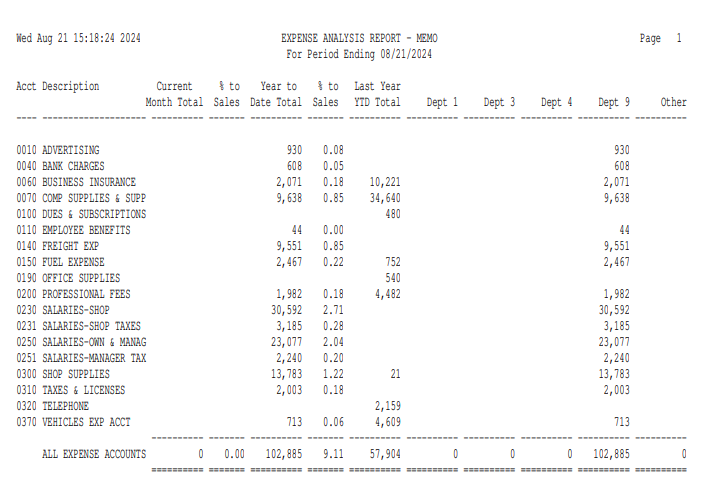 Wed Aug 21 15:18:24 2024 EXPENSE ANALYSIS REPORT - MEMO Page 1
For Period Ending 08/21/2024
Acct Description Current % to Year to % to Last Year
Month Total Sales Date Total Sales YTD Total Dept 1 Dept 3 Dept 4 Dept 9 Other
0010 ADVERTISING 930 0.08 930
0040 BANK CHARGES 608 0.05 608
0060 BUSINESS INSURANCE 2,071 0.18 10,221 2,071
0070 COMP SUPPLIES & SUPP 9,638 0.85 34,640 9,638
0100 DUES & SUBSCRIPTIONS 480
0110 EMPLOYEE BENEFITS 44 0.00 44
0140 FREIGHT EXP 9,551 0.85 9,551
0150 FUEL EXPENSE 2,467 0.22 752 2,467
0190 OFFICE SUPPLIES 540
0200 PROFESSIONAL FEES 1,982 0.18 4,482 1,982
0230 SALARIES-SHOP 30,592 2.71 30,592
0231 SALARIES-SHOP TAXES 3,185 0.28 3,185
0250 SALARIES-OWN & MANAG 23,077 2.04 23,077
0251 SALARIES-MANAGER TAX 2,240 0.20 2,240
0300 SHOP SUPPLIES 13,783 1.22 21 13,783
0310 TAXES & LICENSES 2,003 0.18 2,003
0320 TELEPHONE 2,159
0370 VEHICLES EXP ACCT 713 0.06 4,609 713
ALL EXPENSE ACCOUNTS 0 0.00 102,885 9.11 57,904 0 0 0 102,885 0